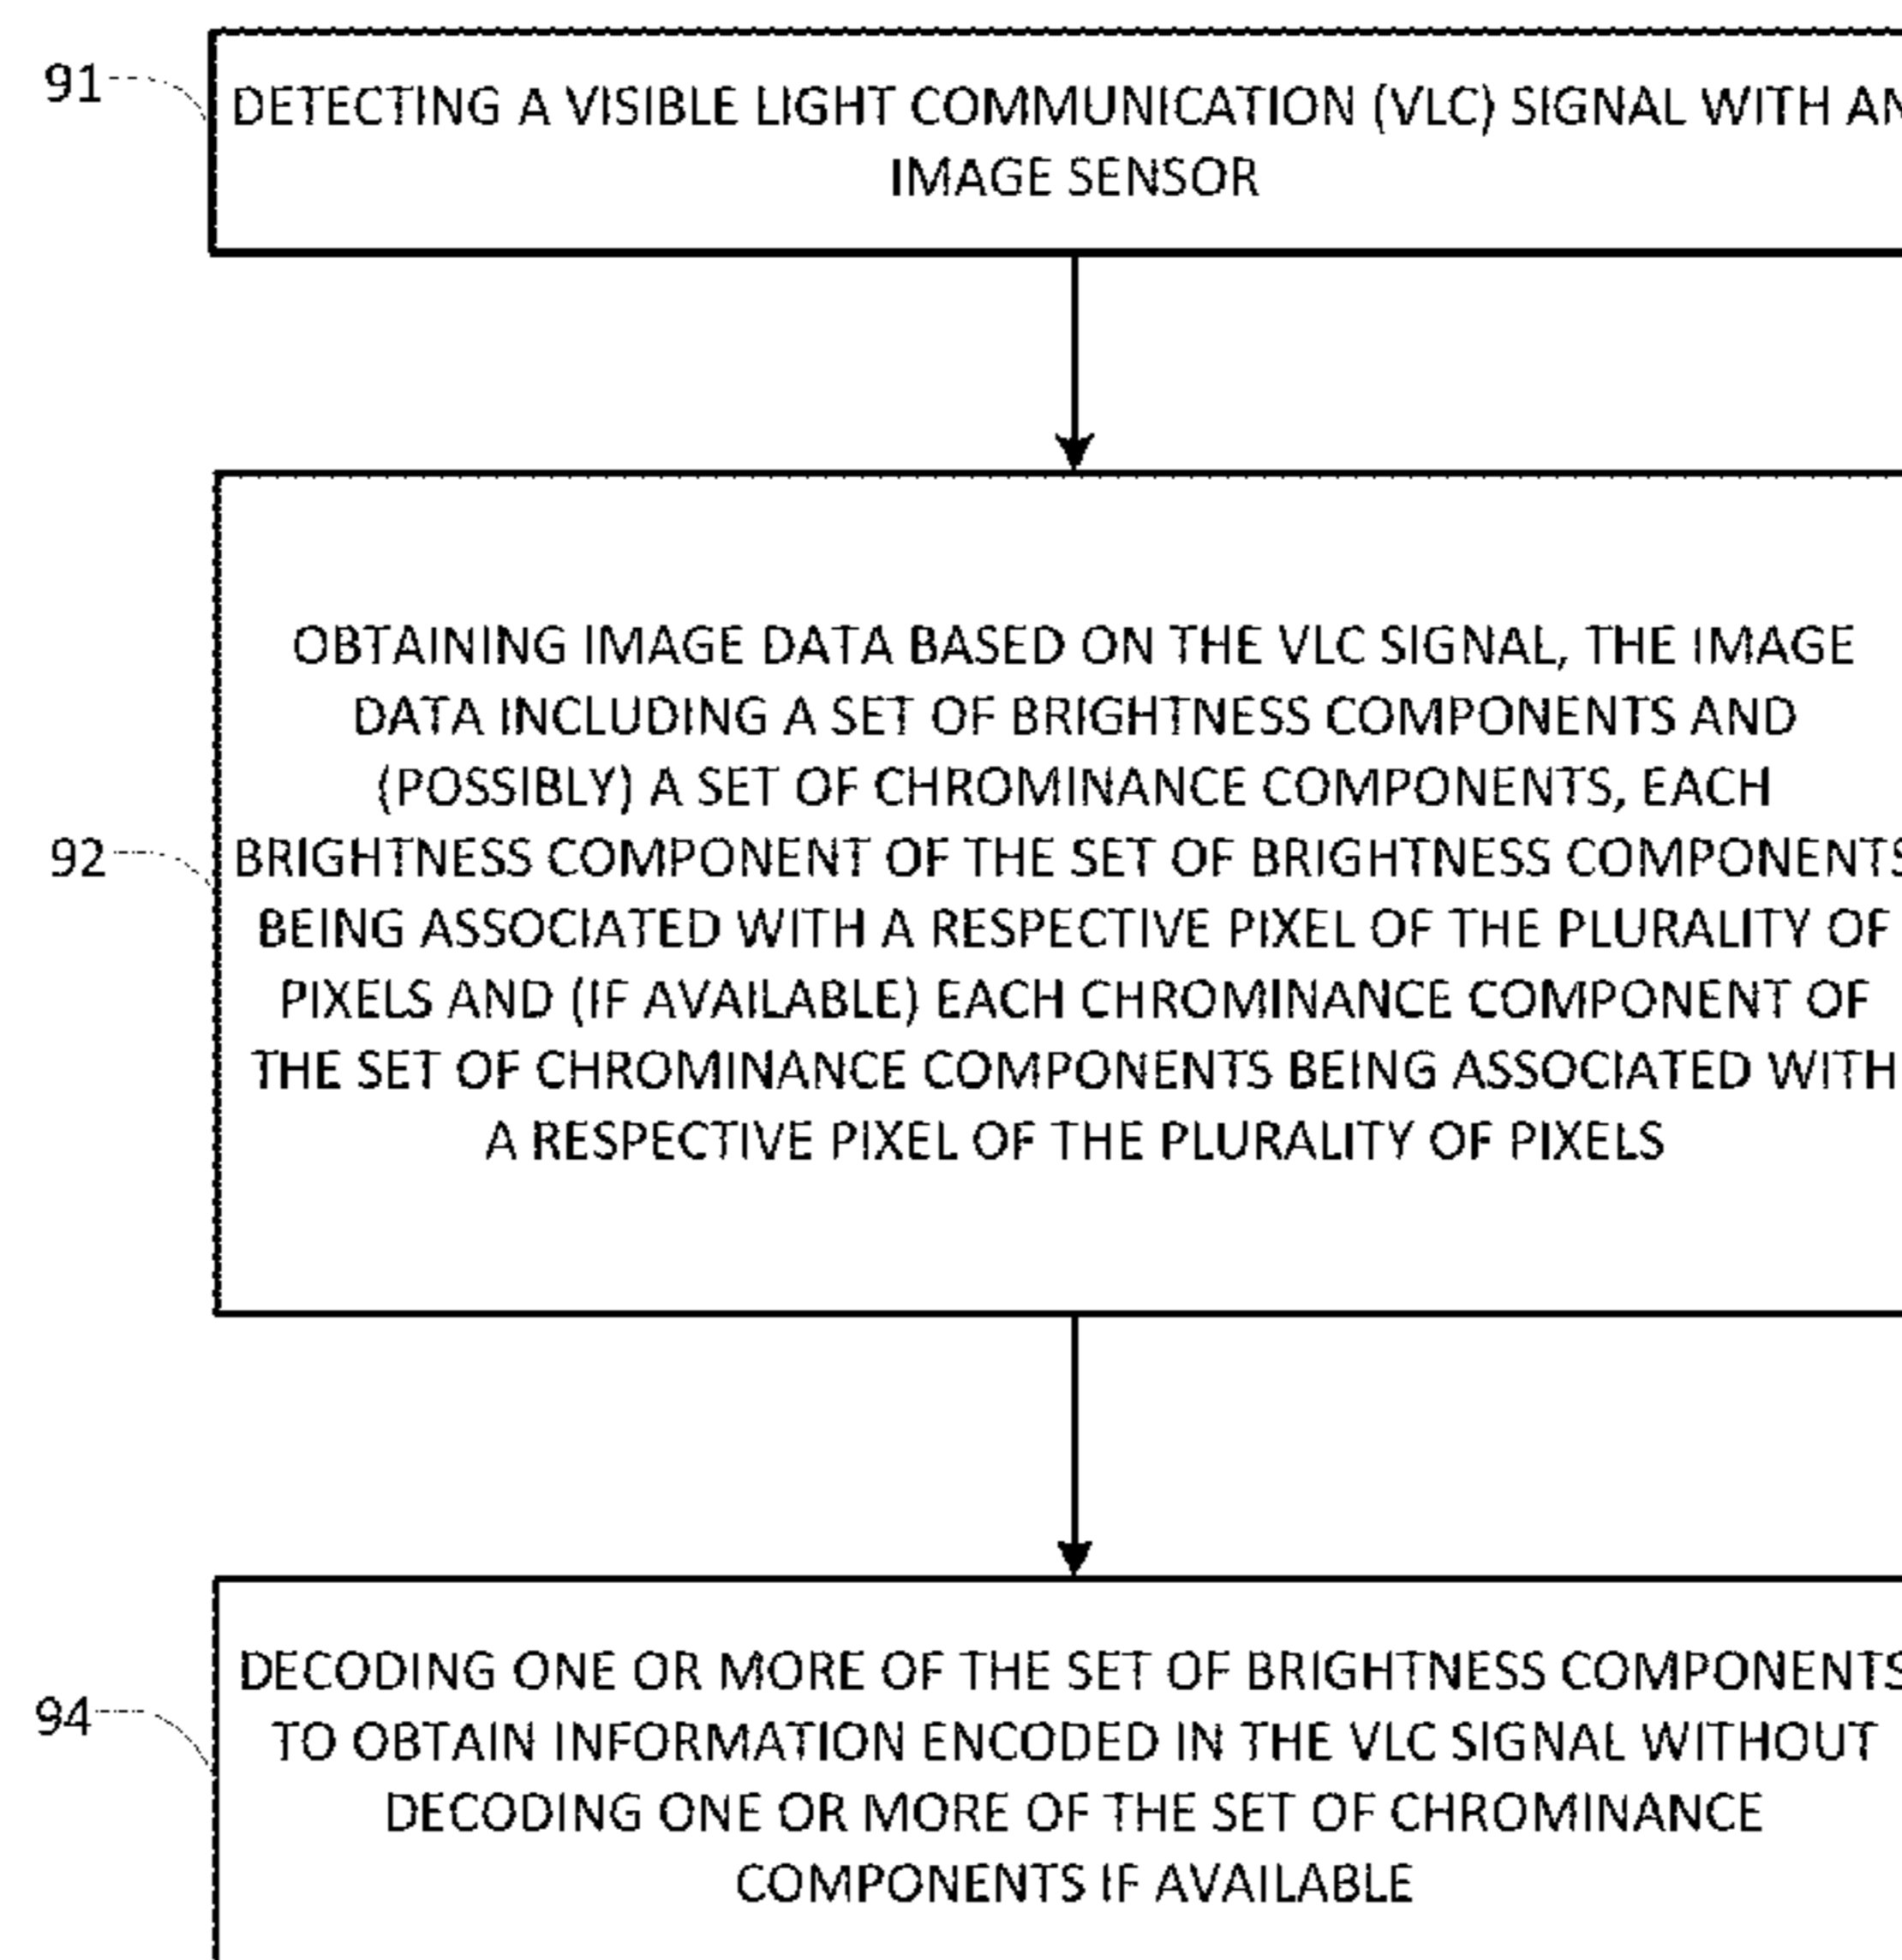 91
DETECTING A VISIBLE LIGHT COMMUNICATION (VLC) SIGNAL WITH AN
IMAGE SENSOR
OBTAINING IMAGE DATA BASED ON THE VLC SIGNAL, THE IMAGE
DATA INCLUDING A SET OF BRIGHTNESS COMPONENTS AND
(POSSIBLY) A SET OF CHROMINANCE COMPONENTS, EACH
92
BRIGHTNESS COMPONENT OF THE SET OF BRIGHTNESS COMPONENTS
BEING ASSOCIATED WITH A RESPECTIVE PIXEL OF THE PLURALITY OF
PIXELS AND (IF AVAILABLE) EACH CHROMINANCE COMPONENT OF
THE SET OF CHROMINANCE COMPONENTS BEING ASSOCIATED WITH
A RESPECTIVE PIXEL OF THE PLURALITY OF PIXELS
DECODING ONE OR MORE OF THE SET OF BRIGHTNESS COMPONENTS
94
TO OBTAIN INFORMATION ENCODED IN THE VLC SIGNAL WITHOUT
DECODING ONE OR MORE OF THE SET OF CHROMINANCE
COMPONENTS IF AVAILABLE